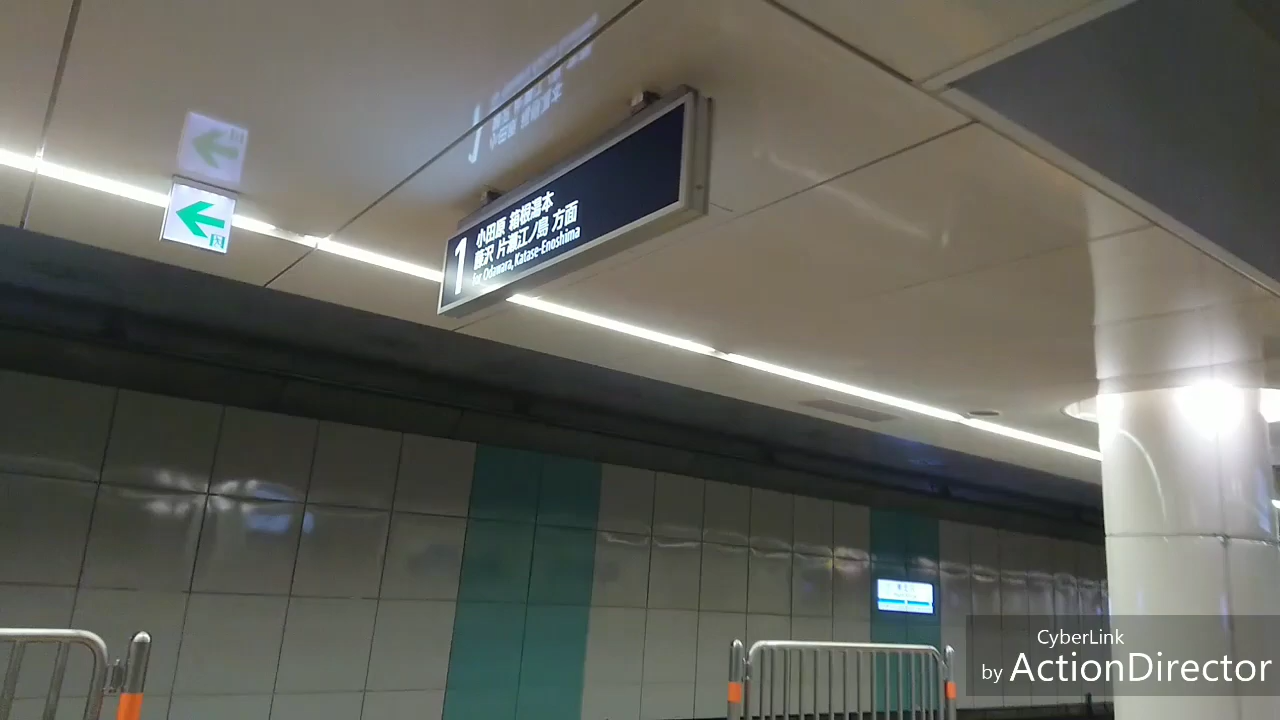 1
小田原 箱根湯本
藤沢 片瀬江ノ島 方面
For Odawara, Katase-Enoshima
CyberLink
by ActionDirector